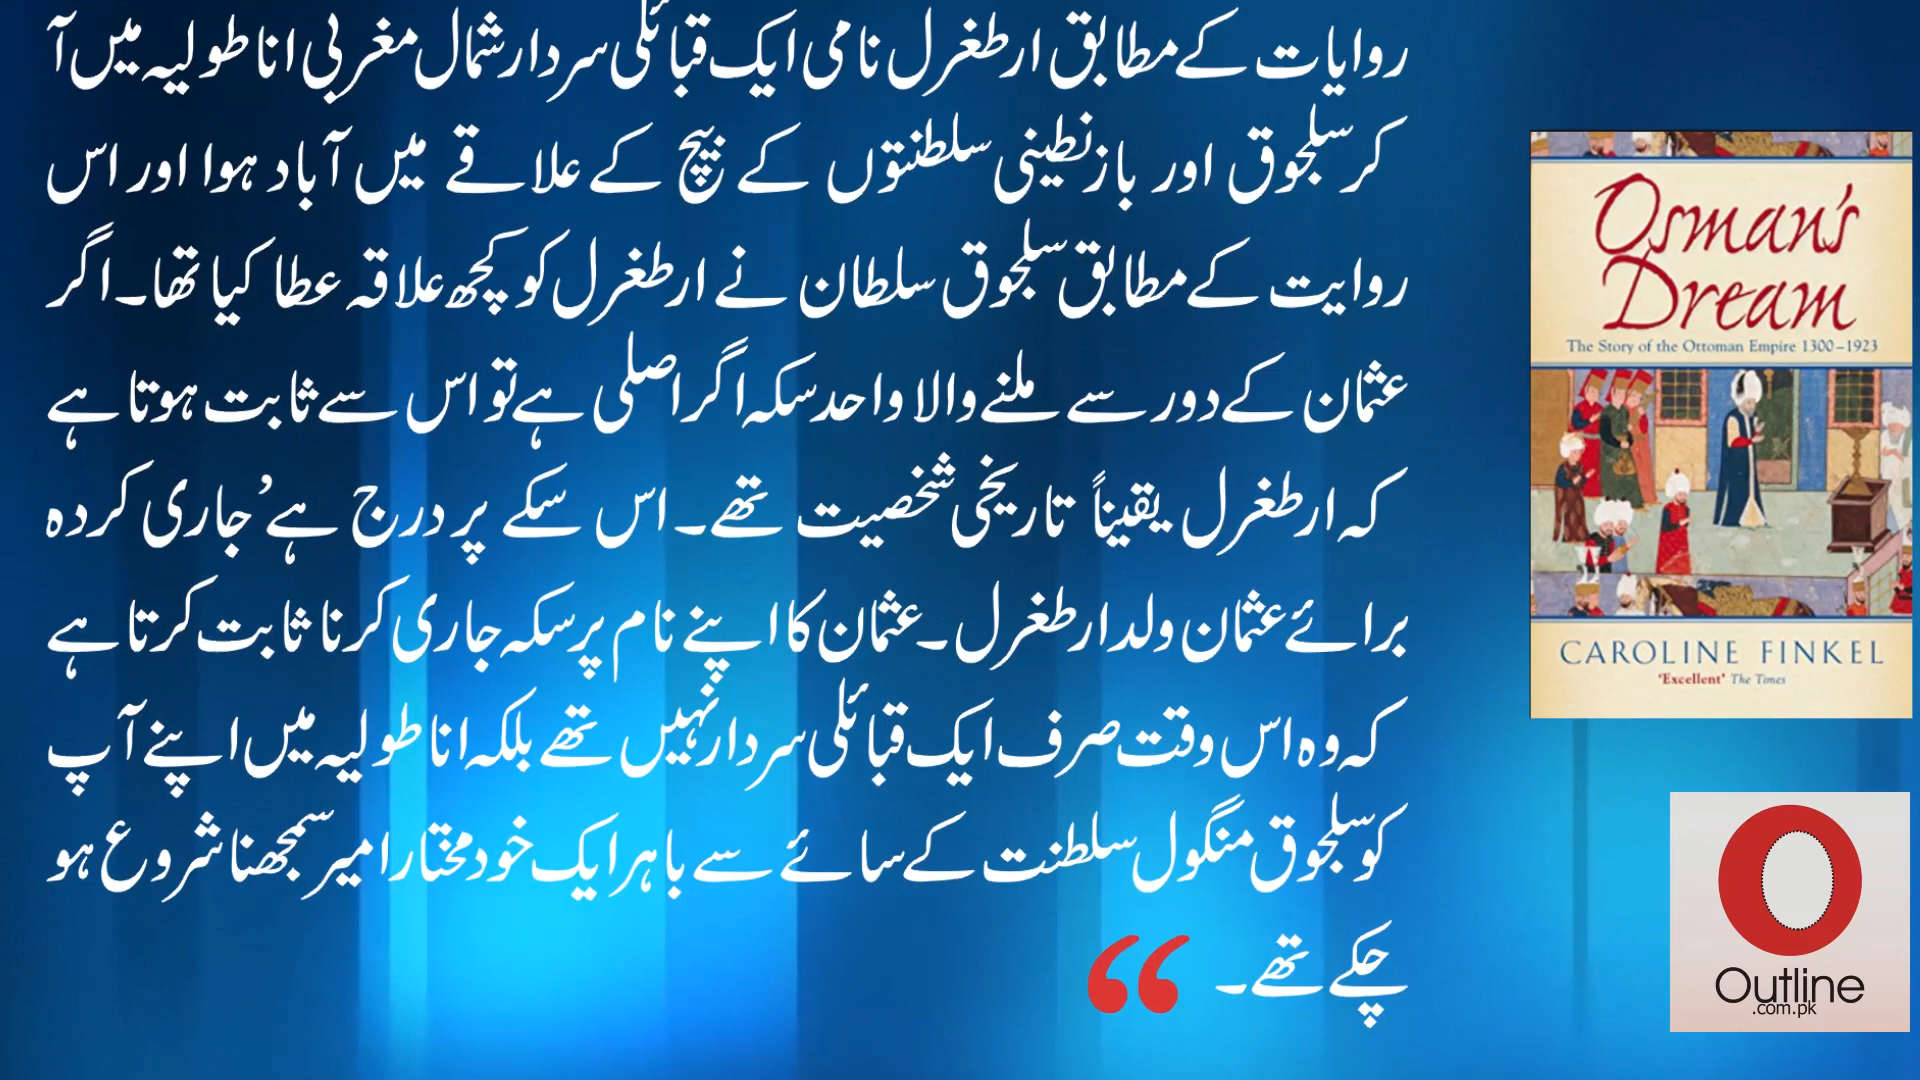 روایات کے مطابق ارطغرل نامی ایک قبائلی سردار شمال مغربی اناطولیہ میں آ
کر سلجوق اور بازنطینی سلطنتوں کے بیچ کے علاقے میں آباد ہوا اور اس
روایت کے مطابق سلجوق سلطان نے ارطغرل کو کچھ علاقہ عطا کیا تھا۔ اگر
عثمان کے دور سے ملنے والا واحد سکہ اگر اصلی ہے تو اس سے ثابت ہوتا ہے
کہ ارطغرل یقیناً تاریخی شخصیت تھے۔ اس سکے پر درج ہے ’جاری کردہ
برائے عثمان ولد ارطغرل۔ عثمان کا اپنے نام پر سکہ جاری کرنا ثابت کرتا ہے
کہ وہ اس وقت صرف ایک قبائلی سردار نہیں تھے بلکہ اناطولیہ میں اپنے آپ
کو سلجوق منگول سلطنت کے سائے سے باہر ایک خود مختار امیر سمجھنا شروع ہو
چکے تھے۔ “
Osman's
Dream
The Story of the Ottoman Empire 1300–1923
CAROLINE FINKEL
‘Excellent’ The Times
Outline
.com.pk